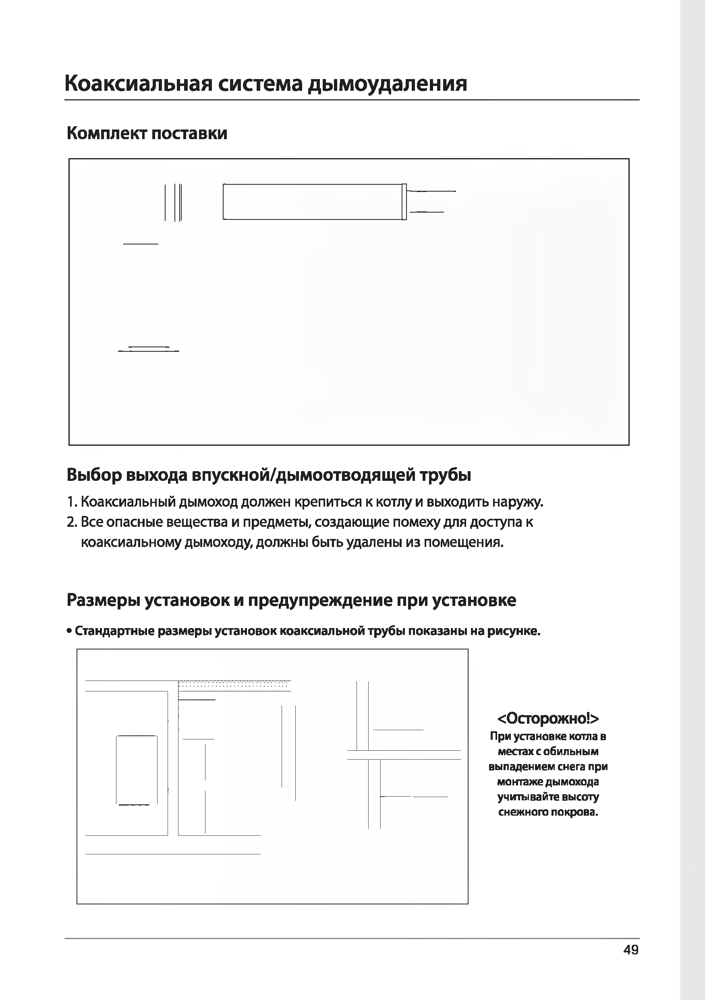 Коаксиальная система дымоудаления
Комплект поставки
Выбор выхода впускной/дымоотводящей трубы
1. Коаксиальный дымоход должен крепиться к котлу и выходить наружу.
2. Все опасные вещества и предметы, создающие помеху для доступа к
коаксиальному дымоходу, должны быть удалены из помещения.
Размеры установок и предупреждение при установке
• Стандартные размеры установок коаксиальной трубы показаны на рисунке.
<Осторожно!>
При установке котла в
местах с обильным
выпадением снега при
монтаже дымохода
учитывайте высоту
снежного покрова.
49